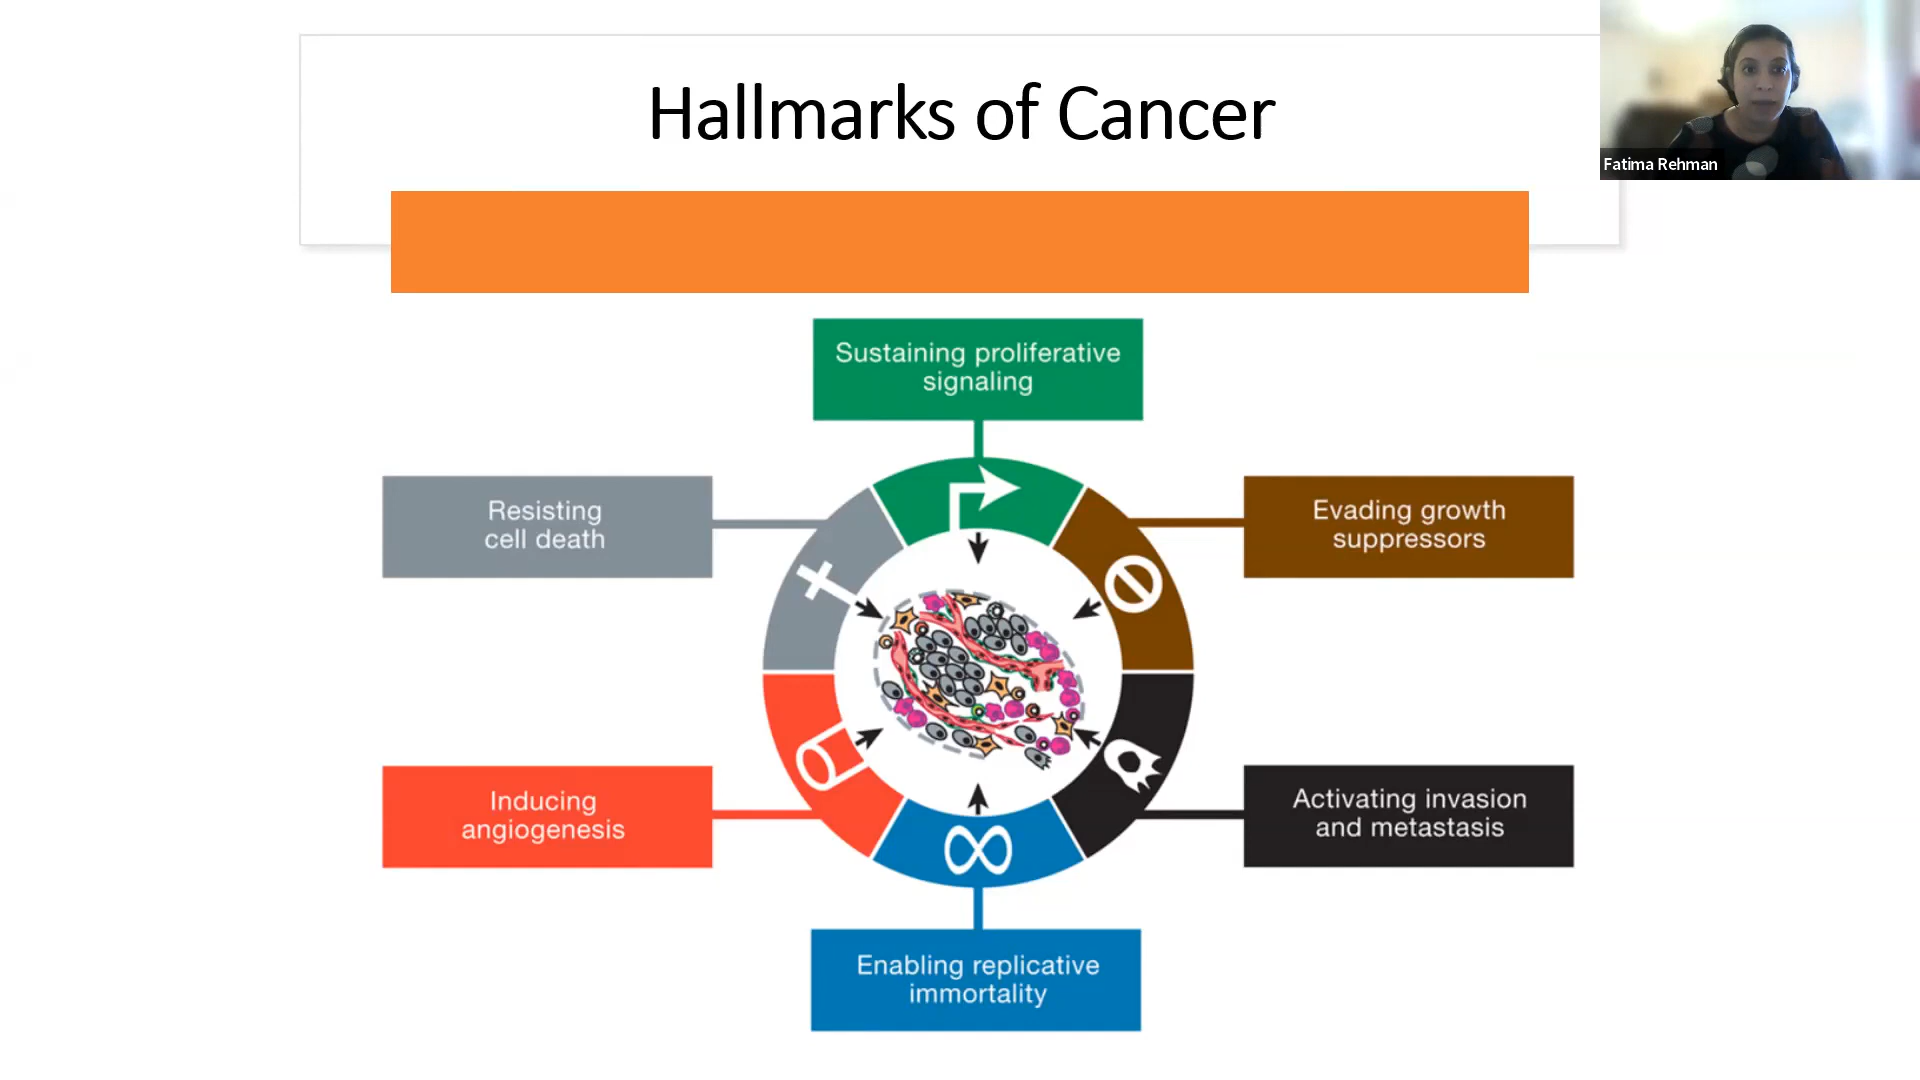 Hallmarks of Cancer
Fatima Rehman
Sustaining proliferative
signaling
Resisting
cell death
Evading growth
suppressors
Inducing
angiogenesis
Activating invasion
and metastasis
Enabling replicative
immortality